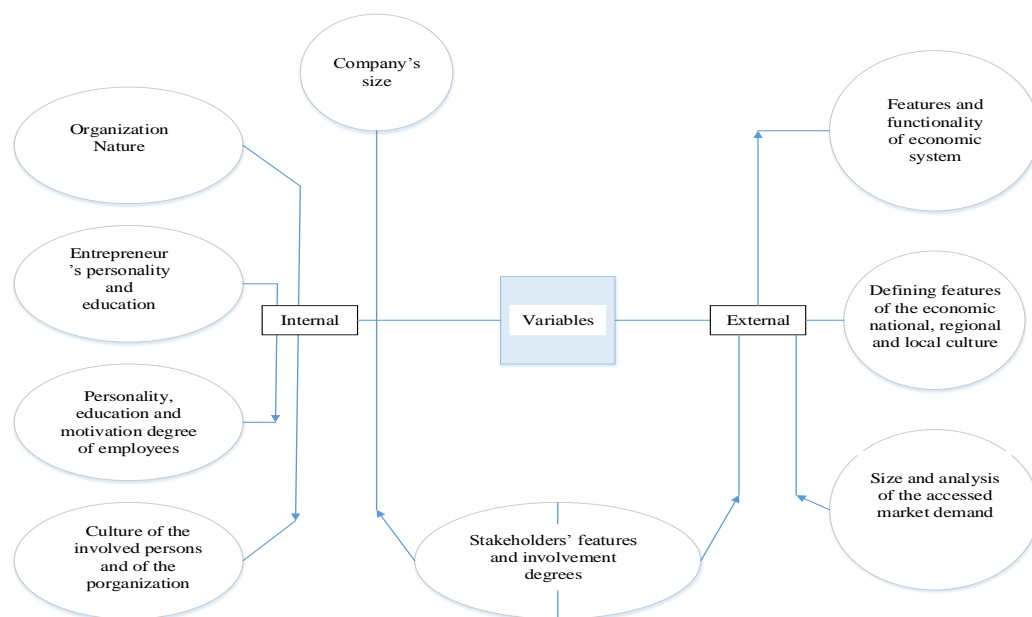 Company’s
size
Organization
Nature
Features and
functionality
of economic
system
Entrepreneur
’s personality
and
education
Internal
Variables
External
Defining features
of the economic
national, regional
and local culture
Personality,
education and
motivation degree
of employees
Size and analysis
of the accessed
market demand
Culture of the
involved persons
and of the
porganization
Stakeholders’ features
and involvement
degrees